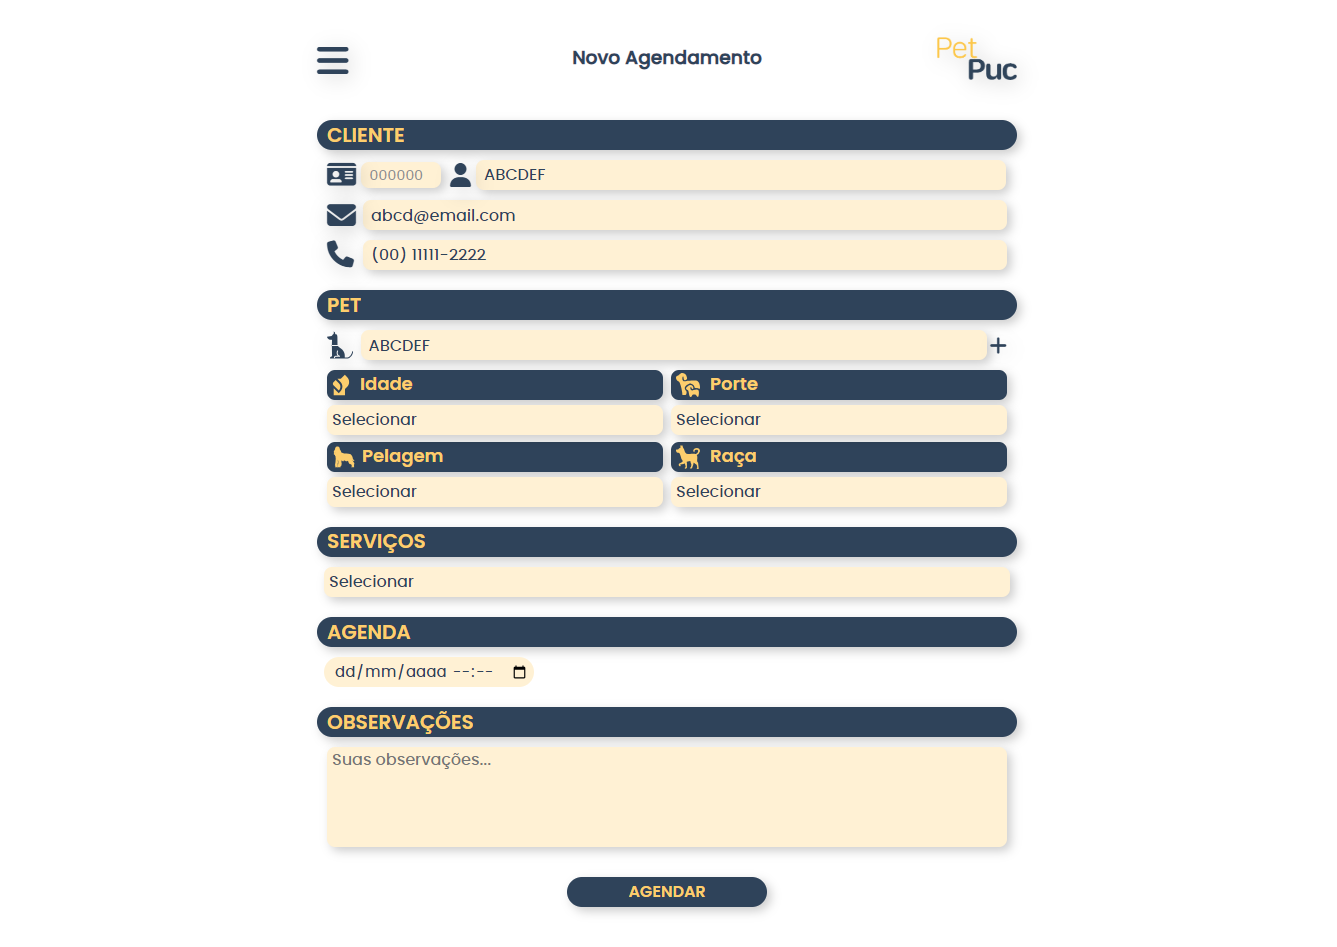 Novo Agendamento
Pet
Puc
CLIENTE
000000 ABCDEF
abcd@email.com
(00) 11111-2222
PET
ABCDEF
Idade Porte
Selecionar Selecionar
Pelagem Raça
Selecionar Selecionar
SERVIÇOS
Selecionar
AGENDA
dd/mm/aaaa --:--
OBSERVAÇÕES
Suas observações...
AGENDAR